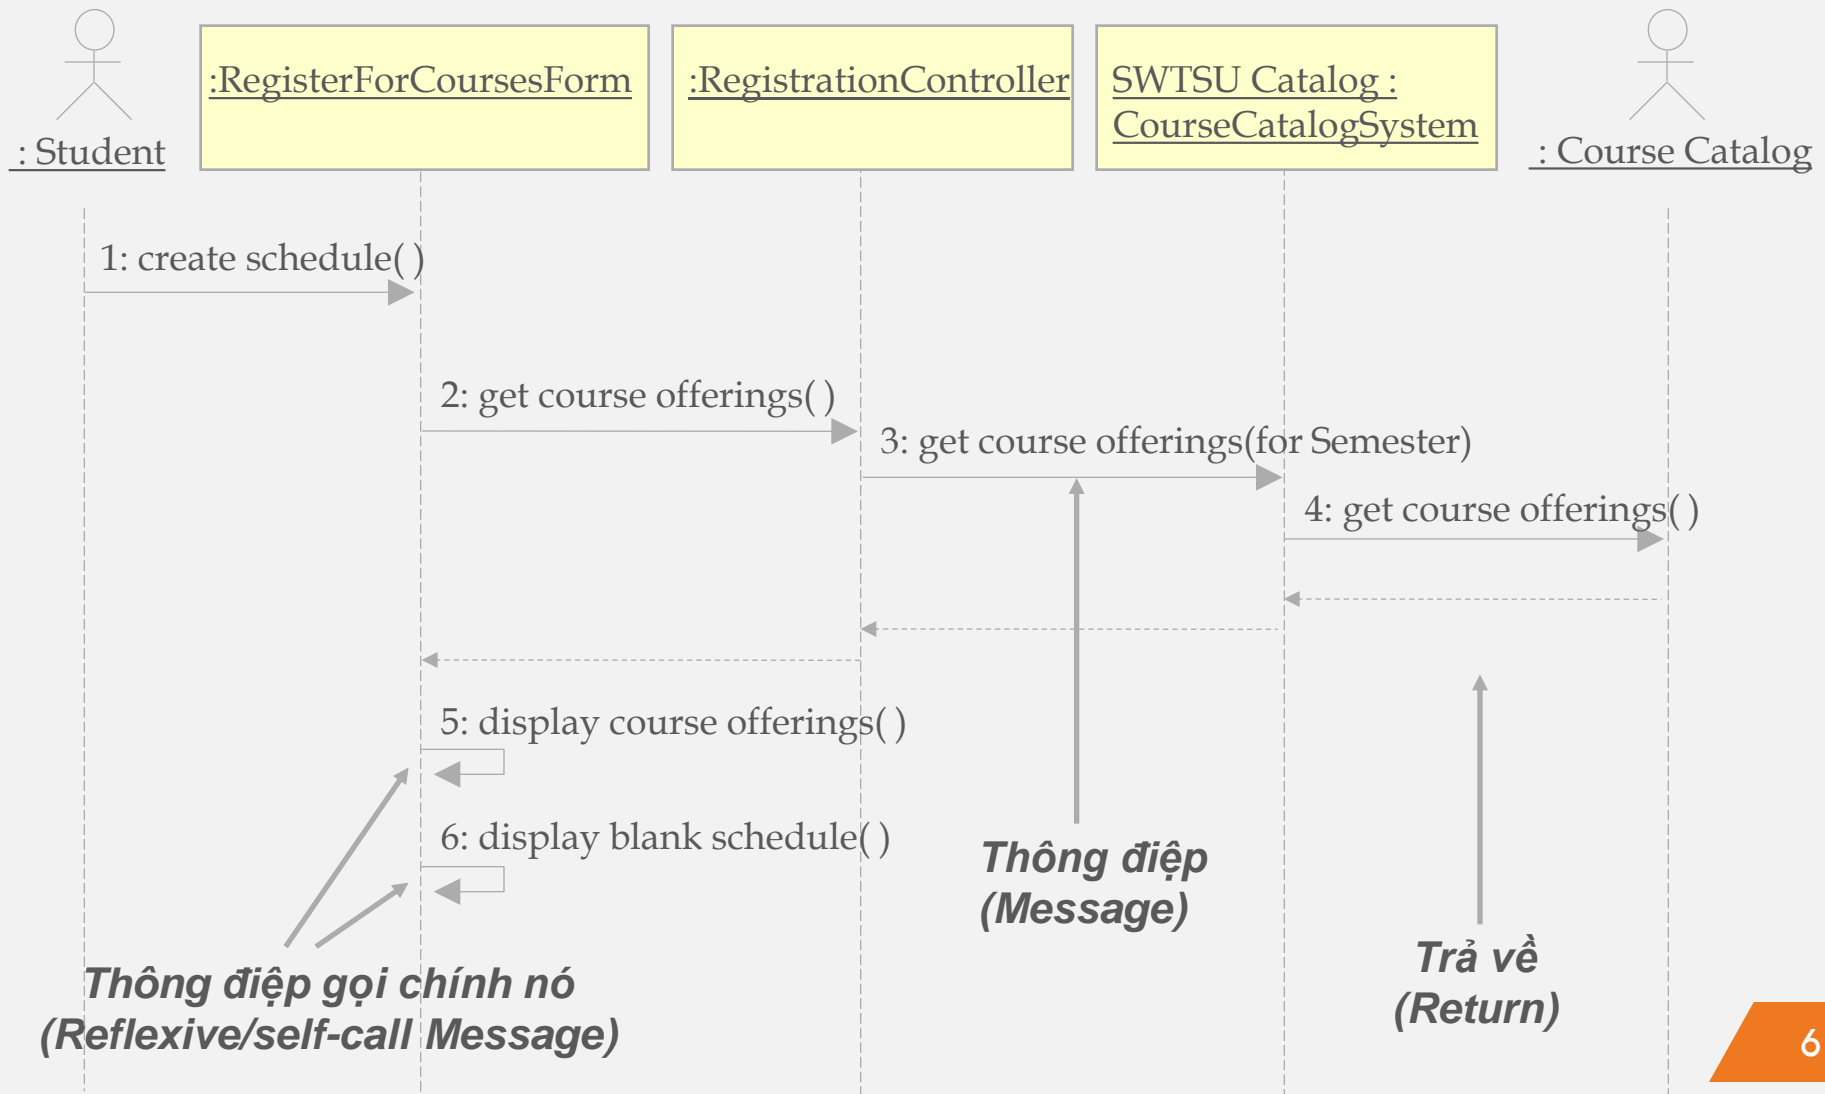 : Student
:RegisterForCoursesForm
:RegistrationController
SWTSU Catalog :
CourseCatalogSystem
: Course Catalog
1: create schedule( )
2: get course offerings( )
3: get course offerings(for Semester)
4: get course offerings( )
5: display course offerings( )
6: display blank schedule( )
Thông điệp
(Message)
Trả về
(Return)
Thông điệp gọi chính nó
(Reflexive/self-call Message)
6